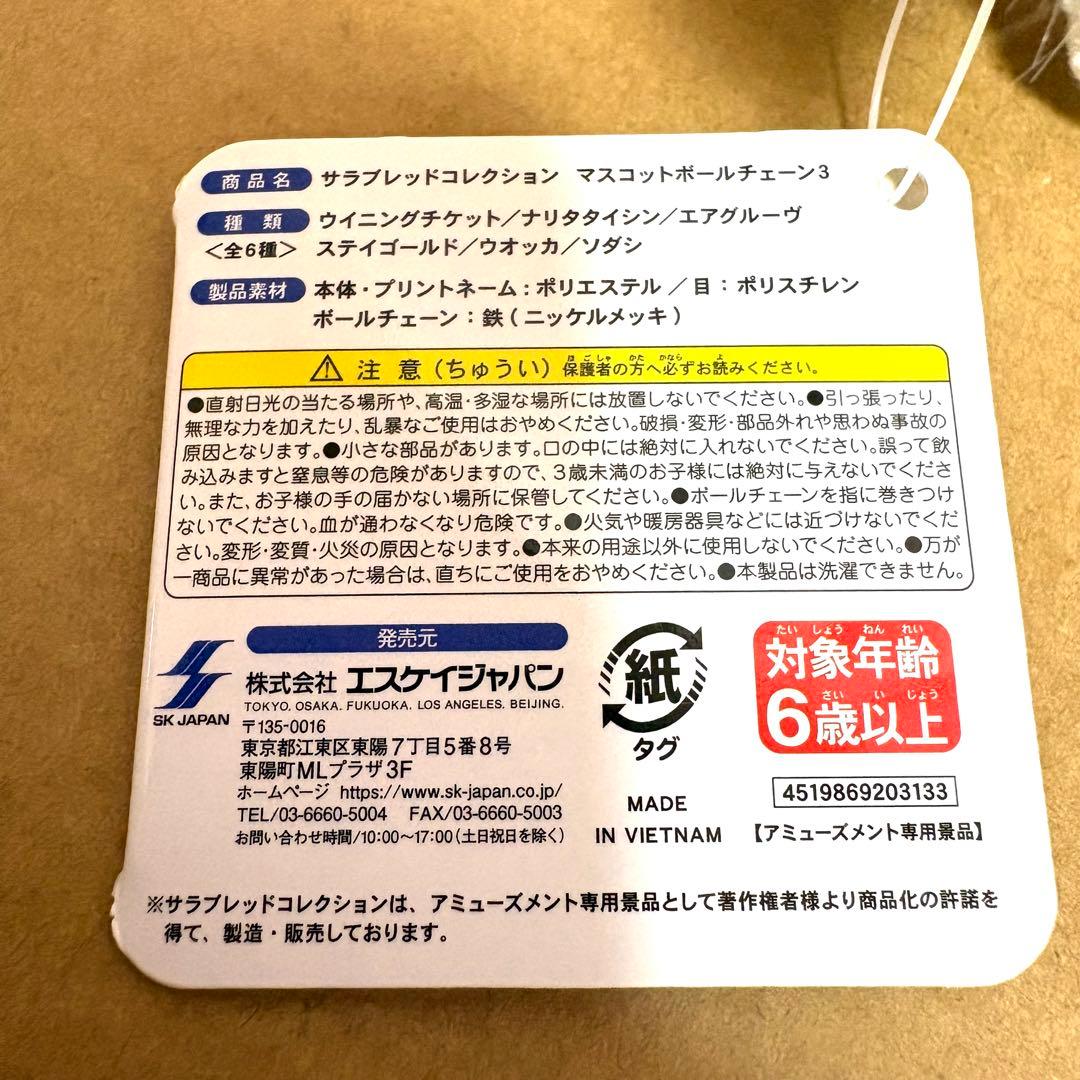 商品名 サラブレッドコレクション マスコットボールチェーン3
種類 ウイニングチケット／ナリタタイシン／エアグルーヴ
＜全6種＞ ステイゴールド／ウオッカ／ソダシ
製品素材 本体・プリントネーム：ポリエステル ／目：ポリスチレン
ボールチェーン：鉄（ニッケルメッキ）
注意（ちゅうい）保護者の方へ必ずお読みください。
ほごしゃ かた かなら よ
●直射日光の当たる場所や、高温・多湿な場所には放置しないでください。●引っ張ったり、
無理な力を加えたり、乱暴なご使用はおやめください。破損・変形・部品外れや思わぬ事故の
原因となります。●小さな部品があります。口の中には絶対に入れないでください。誤って飲
み込みますと窒息等の危険がありますので、3歳未満のお子様には絶対に与えないでくださ
い。また、お子様の手の届かない場所に保管してください。●ボールチェーンを指に巻きつけ
ないでください。血が通わなくなり危険です。●火気や暖房器具などには近づけないでくだ
さい。変形・変質・火災の原因となります。●本来の用途以外に使用しないでください。●万が
一商品に異常があった場合は、直ちにご使用をおやめください。●本製品は洗濯できません。
SK JAPAN
発売元
株式会社 エスケイジャパン
TOKYO. OSAKA. FUKUOKA. LOS ANGELES. BEIJING.
〒135-0016
東京都江東区東陽7丁目5番8号
東陽町MLプラザ3F
ホームページ https://www.sk-japan.co.jp/
TEL/03-6660-5004 FAX/03-6660-5003
お問い合わせ時間/10:00〜17:00（土日祝日を除く）
紙
タグ
MADE
IN VIETNAM
たいしょうねんれい
対象年齢
さいいじょう
6歳以上
4519869203133
【アミューズメント専用景品】
※サラブレッドコレクションは、アミューズメント専用景品として著作権者様より商品化の許諾を
得て、製造・販売しております。